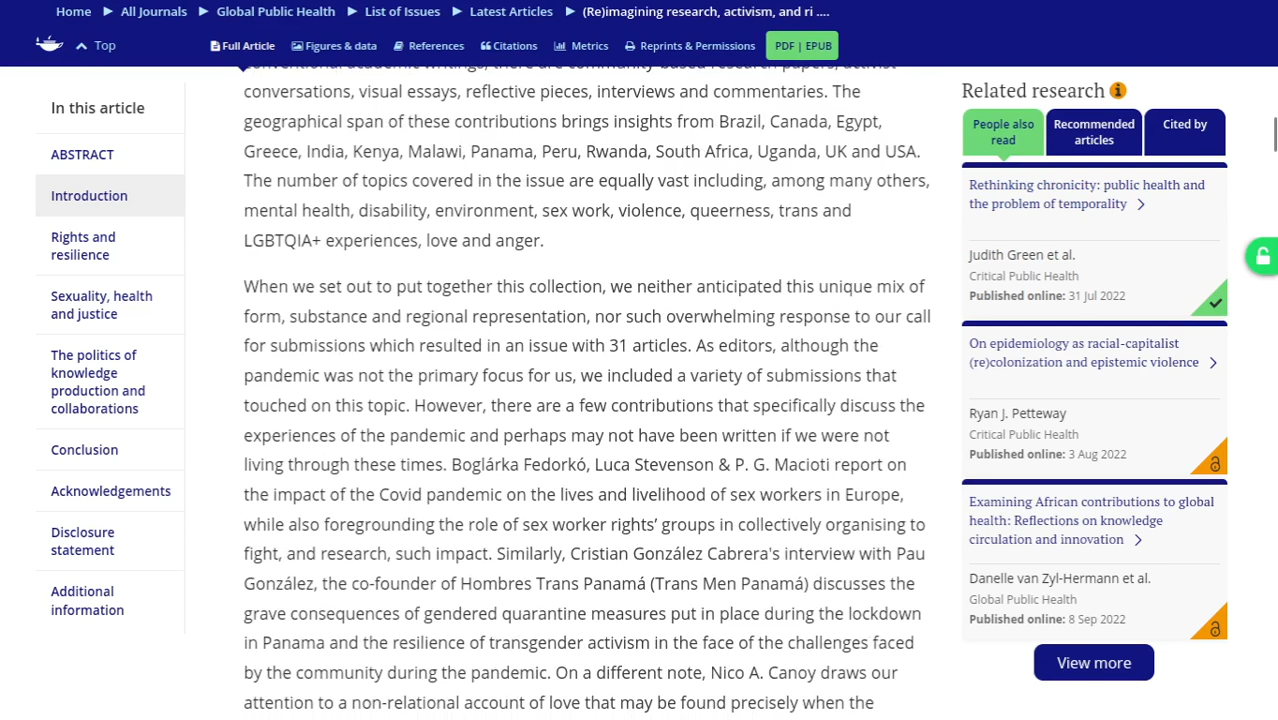 Home ▶ All Journals ▶ Global Public Health ▶ List of Issues ▶ Latest Articles ▶ (Re)imagining research, activism, and ri ....
Top
Full Article Figures & data References Citations Metrics Reprints & Permissions PDF | EPUB
In this article
ABSTRACT
Introduction
Rights and
resilience
Sexuality, health
and justice
The politics of
knowledge
production and
collaborations
Conclusion
Acknowledgements
Disclosure
statement
Additional
information
conventional academic writings, there are community-based research papers, activist
conversations, visual essays, reflective pieces, interviews and commentaries. The
geographical span of these contributions brings insights from Brazil, Canada, Egypt,
Greece, India, Kenya, Malawi, Panama, Peru, Rwanda, South Africa, Uganda, UK and USA.
The number of topics covered in the issue are equally vast including, among many others,
mental health, disability, environment, sex work, violence, queerness, trans and
LGBTQIA+ experiences, love and anger.
When we set out to put together this collection, we neither anticipated this unique mix of
form, substance and regional representation, nor such overwhelming response to our call
for submissions which resulted in an issue with 31 articles. As editors, although the
pandemic was not the primary focus for us, we included a variety of submissions that
touched on this topic. However, there are a few contributions that specifically discuss the
experiences of the pandemic and perhaps may not have been written if we were not
living through these times. Boglárka Fedorkó, Luca Stevenson & P. G. Macioti report on
the impact of the Covid pandemic on the lives and livelihood of sex workers in Europe,
while also foregrounding the role of sex worker rights’ groups in collectively organising to
fight, and research, such impact. Similarly, Cristian González Cabrera's interview with Pau
González, the co-founder of Hombres Trans Panamá (Trans Men Panamá) discusses the
grave consequences of gendered quarantine measures put in place during the lockdown
in Panama and the resilience of transgender activism in the face of the challenges faced
by the community during the pandemic. On a different note, Nico A. Canoy draws our
attention to a non-relational account of love that may be found precisely when the
Related research
People also
read
Recommended
articles
Cited by
Rethinking chronicity: public health and
the problem of temporality
Judith Green et al.
Critical Public Health
Published online: 31 Jul 2022
On epidemiology as racial-capitalist
(re)colonization and epistemic violence
Ryan J. Petteway
Critical Public Health
Published online: 3 Aug 2022
Examining African contributions to global
health: Reflections on knowledge
circulation and innovation
Danelle van Zyl-Hermann et al.
Global Public Health
Published online: 8 Sep 2022
View more